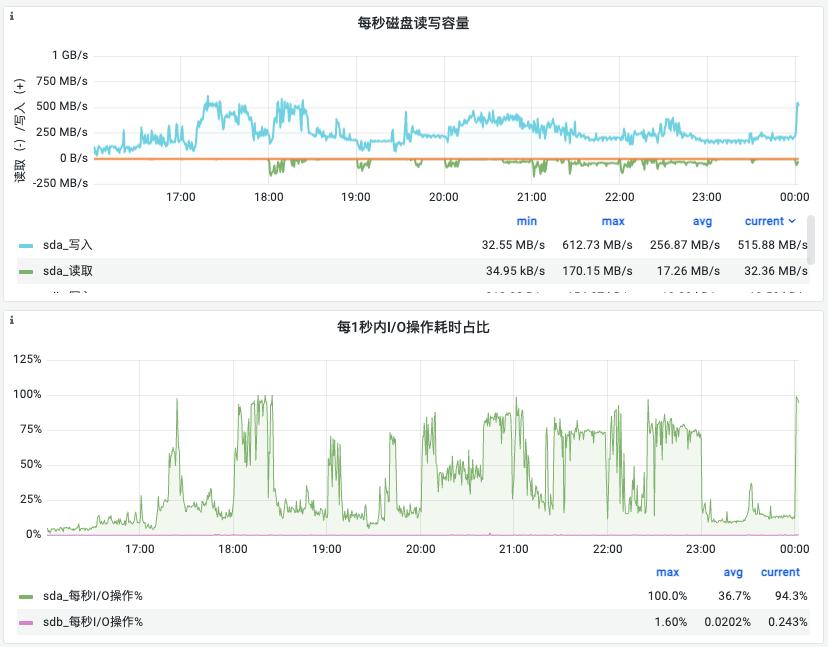 i
每秒磁盘读写容量
读取 (-) /写入 (+)
1 GB/s
750 MB/s
500 MB/s
250 MB/s
0 B/s
-250 MB/s
17:00 18:00 19:00 20:00 21:00 22:00 23:00 00:00
min max avg current
sda_写入 32.55 MB/s 612.73 MB/s 256.87 MB/s 515.88 MB/s
sda_读取 34.95 kB/s 170.15 MB/s 17.26 MB/s 32.36 MB/s
i
每1秒内I/O操作耗时占比
125%
100%
75%
50%
25%
0%
17:00 18:00 19:00 20:00 21:00 22:00 23:00 00:00
max avg current
sda_每秒I/O操作% 100.0% 36.7% 94.3%
sdb_每秒I/O操作% 1.60% 0.0202% 0.243%